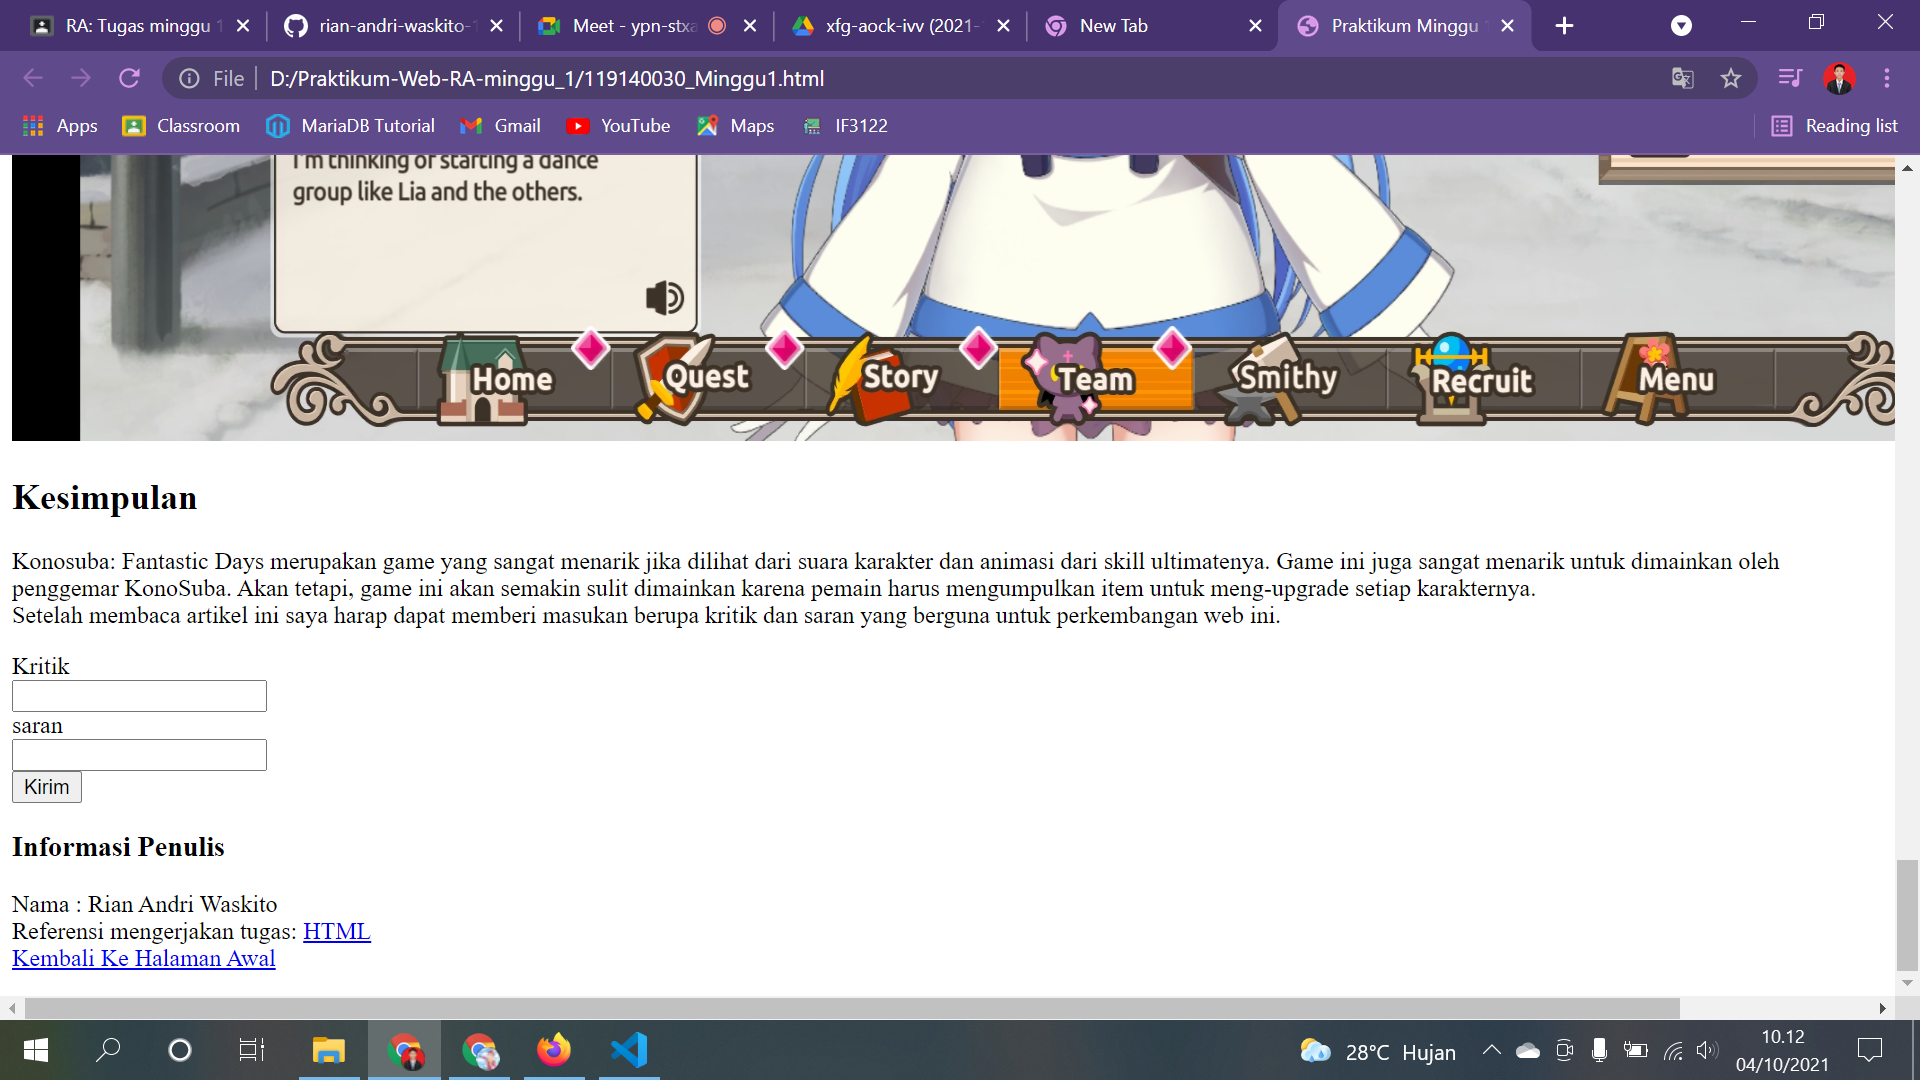 RA: Tugas minggu 1
rian-andri-waskito-1
Meet - ypn-stxa
xfg-aock-ivv (2021-
New Tab
Praktikum Minggu
File
D:/Praktikum-Web-RA-minggu_1/119140030_Minggu1.html
Apps
Classroom
MariaDB Tutorial
Gmail
YouTube
Maps
IF3122
Reading list
I'm thinking of starting a dance
group like Lia and the others.
Home
Quest
Story
Team
Smithy
Recruit
Menu
Kesimpulan
Konosuba: Fantastic Days merupakan game yang sangat menarik jika dilihat dari suara karakter dan animasi dari skill ultimatenya. Game ini juga sangat menarik untuk dimainkan oleh
penggemar KonoSuba. Akan tetapi, game ini akan semakin sulit dimainkan karena pemain harus mengumpulkan item untuk meng-upgrade setiap karakternya.
Setelah membaca artikel ini saya harap dapat memberi masukan berupa kritik dan saran yang berguna untuk perkembangan web ini.
Kritik
saran
Kirim
Informasi Penulis
Nama : Rian Andri Waskito
Referensi mengerjakan tugas: HTML
Kembali Ke Halaman Awal
28°C Hujan
10.12
04/10/2021